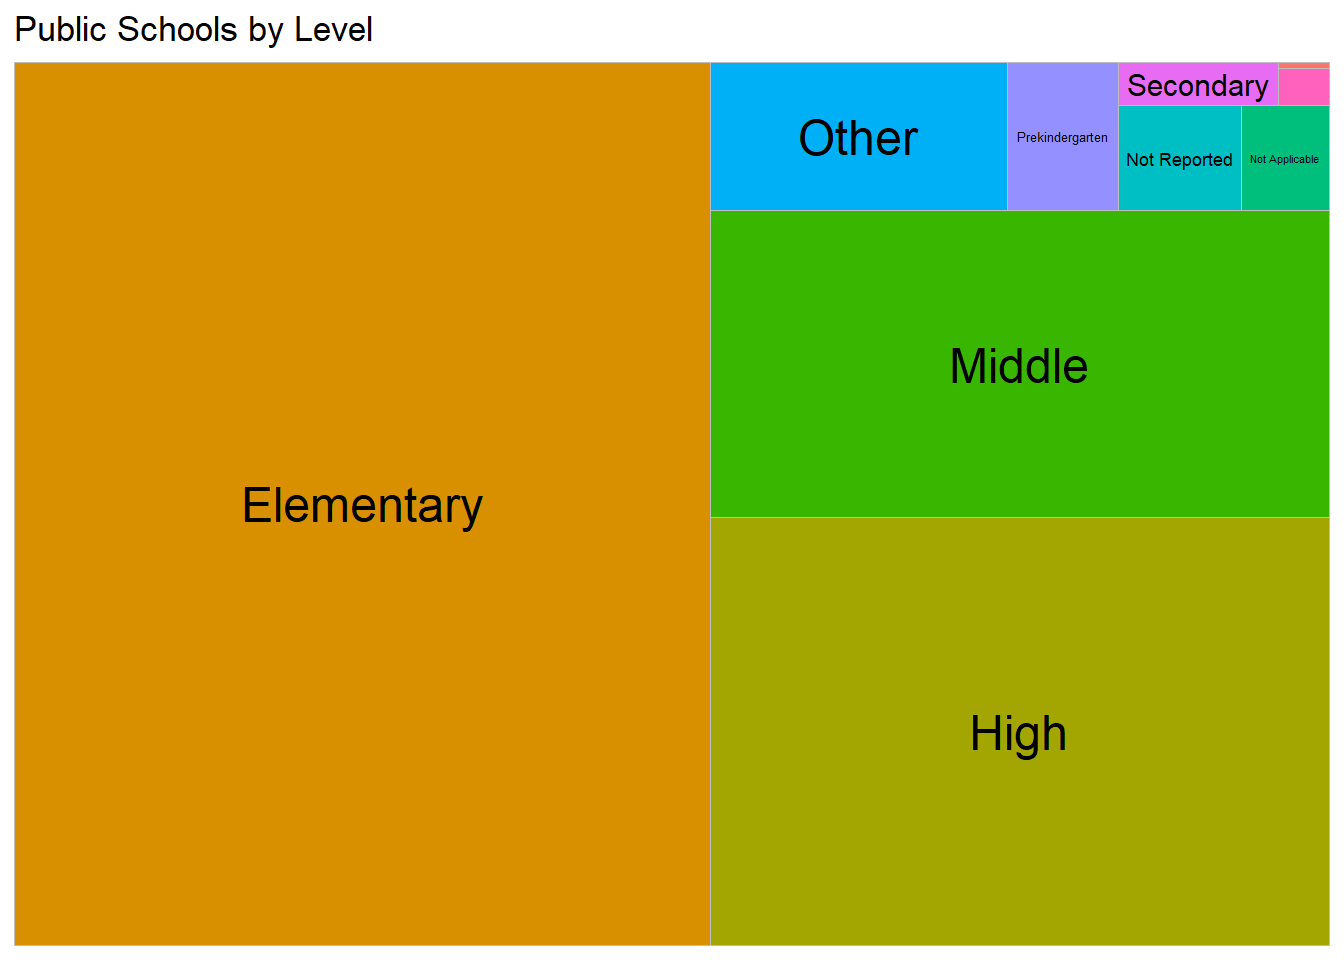 Public Schools by Level
Other
Prekindergarten
Secondary
Not Reported
Not Applicable
Middle
Elementary
High